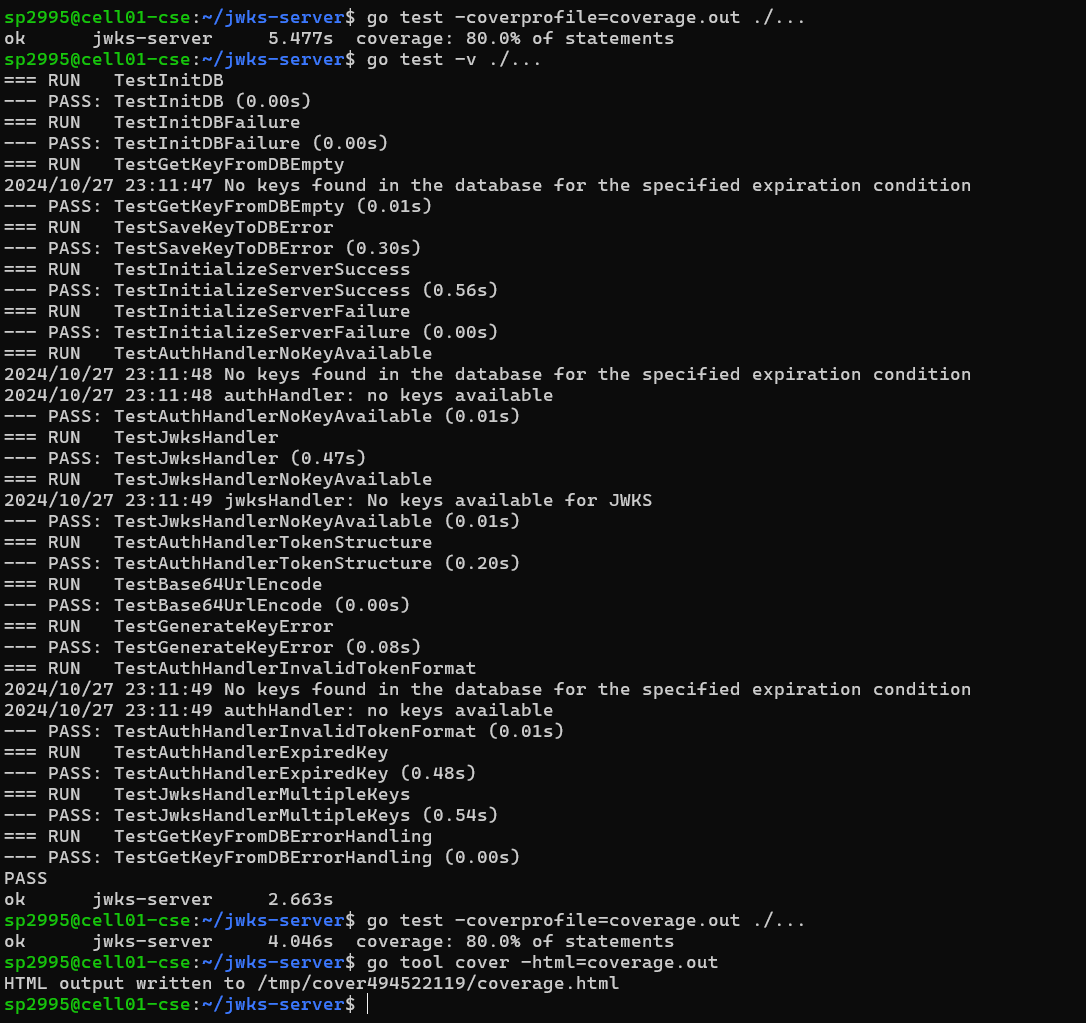 sp2995@cell01-cse:~/jwks-server$ go test -coverprofile=coverage.out ./...
ok      jwks-server     5.477s  coverage: 80.0% of statements
sp2995@cell01-cse:~/jwks-server$ go test -v ./...
=== RUN   TestInitDB
--- PASS: TestInitDB (0.00s)
=== RUN   TestInitDBFailure
--- PASS: TestInitDBFailure (0.00s)
=== RUN   TestGetKeyFromDBEmpty
2024/10/27 23:11:47 No keys found in the database for the specified expiration condition
--- PASS: TestGetKeyFromDBEmpty (0.01s)
=== RUN   TestSaveKeyToDBError
--- PASS: TestSaveKeyToDBError (0.30s)
=== RUN   TestInitializeServerSuccess
--- PASS: TestInitializeServerSuccess (0.56s)
=== RUN   TestInitializeServerFailure
--- PASS: TestInitializeServerFailure (0.00s)
=== RUN   TestAuthHandlerNoKeyAvailable
2024/10/27 23:11:48 No keys found in the database for the specified expiration condition
2024/10/27 23:11:48 authHandler: no keys available
--- PASS: TestAuthHandlerNoKeyAvailable (0.01s)
=== RUN   TestJwksHandler
--- PASS: TestJwksHandler (0.47s)
=== RUN   TestJwksHandlerNoKeyAvailable
2024/10/27 23:11:49 jwksHandler: No keys available for JWKS
--- PASS: TestJwksHandlerNoKeyAvailable (0.01s)
=== RUN   TestAuthHandlerTokenStructure
--- PASS: TestAuthHandlerTokenStructure (0.20s)
=== RUN   TestBase64UrlEncode
--- PASS: TestBase64UrlEncode (0.00s)
=== RUN   TestGenerateKeyError
--- PASS: TestGenerateKeyError (0.08s)
=== RUN   TestAuthHandlerInvalidTokenFormat
2024/10/27 23:11:49 No keys found in the database for the specified expiration condition
2024/10/27 23:11:49 authHandler: no keys available
--- PASS: TestAuthHandlerInvalidTokenFormat (0.01s)
=== RUN   TestAuthHandlerExpiredKey
--- PASS: TestAuthHandlerExpiredKey (0.48s)
=== RUN   TestJwksHandlerMultipleKeys
--- PASS: TestJwksHandlerMultipleKeys (0.54s)
=== RUN   TestGetKeyFromDBErrorHandling
--- PASS: TestGetKeyFromDBErrorHandling (0.00s)
PASS
ok      jwks-server     2.663s
sp2995@cell01-cse:~/jwks-server$ go test -coverprofile=coverage.out ./...
ok      jwks-server     4.046s  coverage: 80.0% of statements
sp2995@cell01-cse:~/jwks-server$ go tool cover -html=coverage.out
HTML output written to /tmp/cover494522119/coverage.html
sp2995@cell01-cse:~/jwks-server$